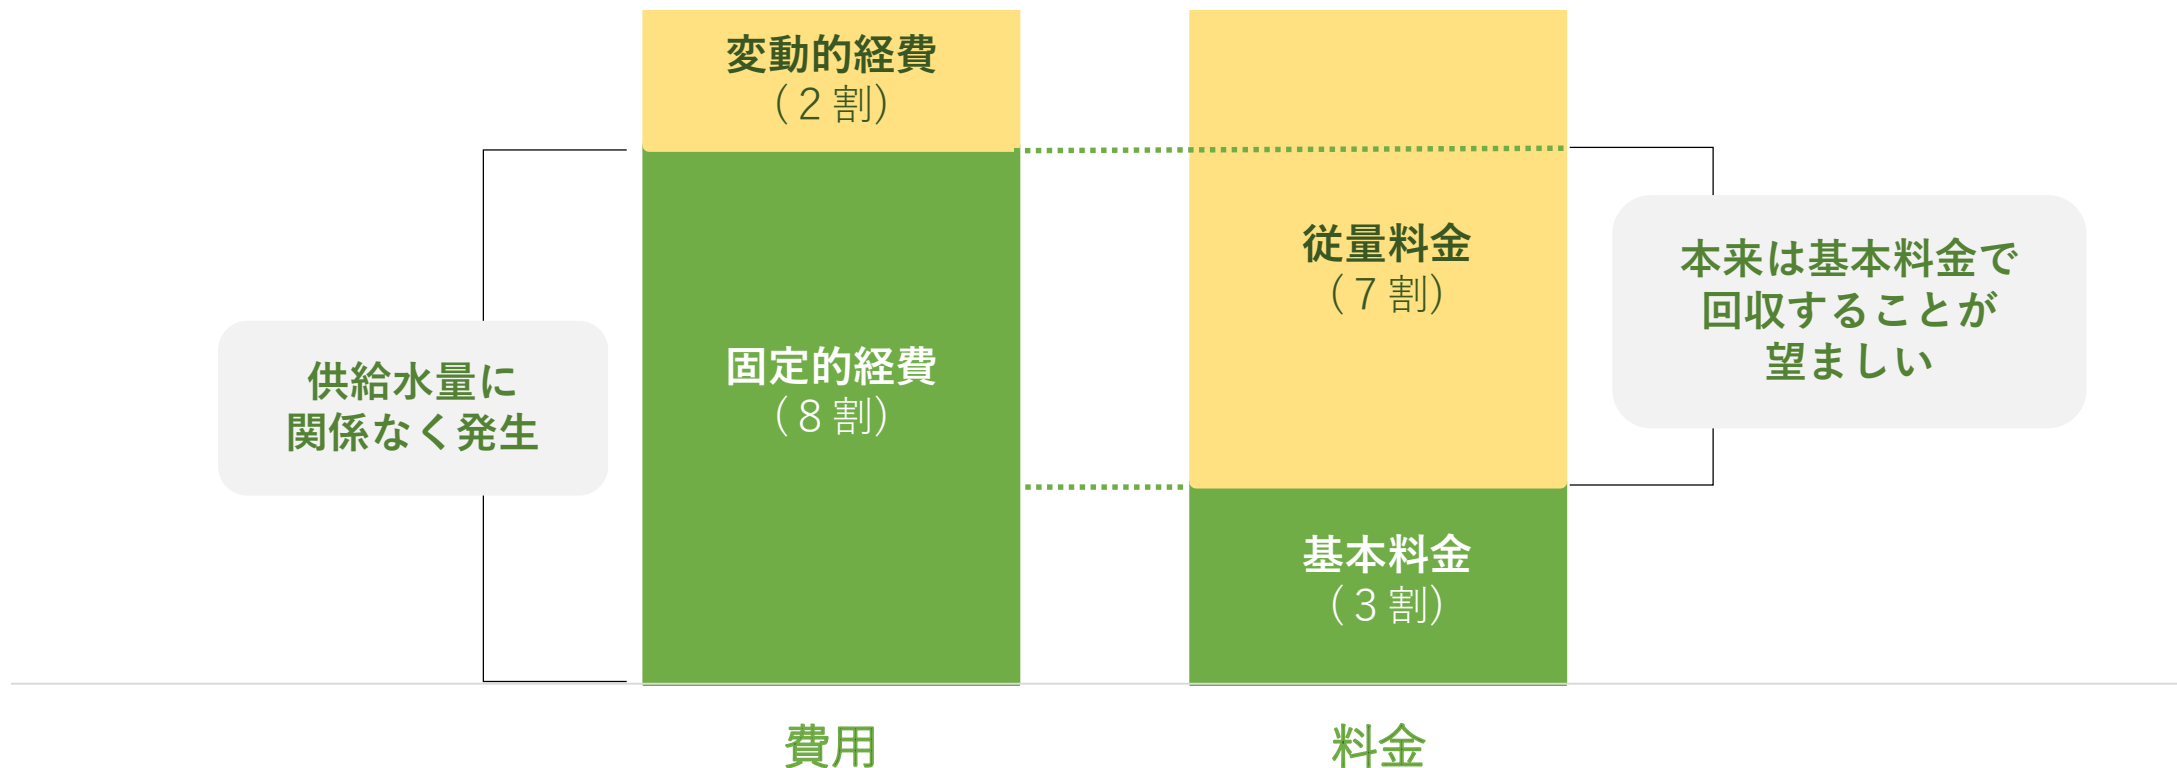 変動的経費
(２割)
従量料金
(７割)
本来は基本料金で
回収することが
望ましい
固定的経費
(８割)
供給水量に
関係なく発生
基本料金
(３割)
費用
料金